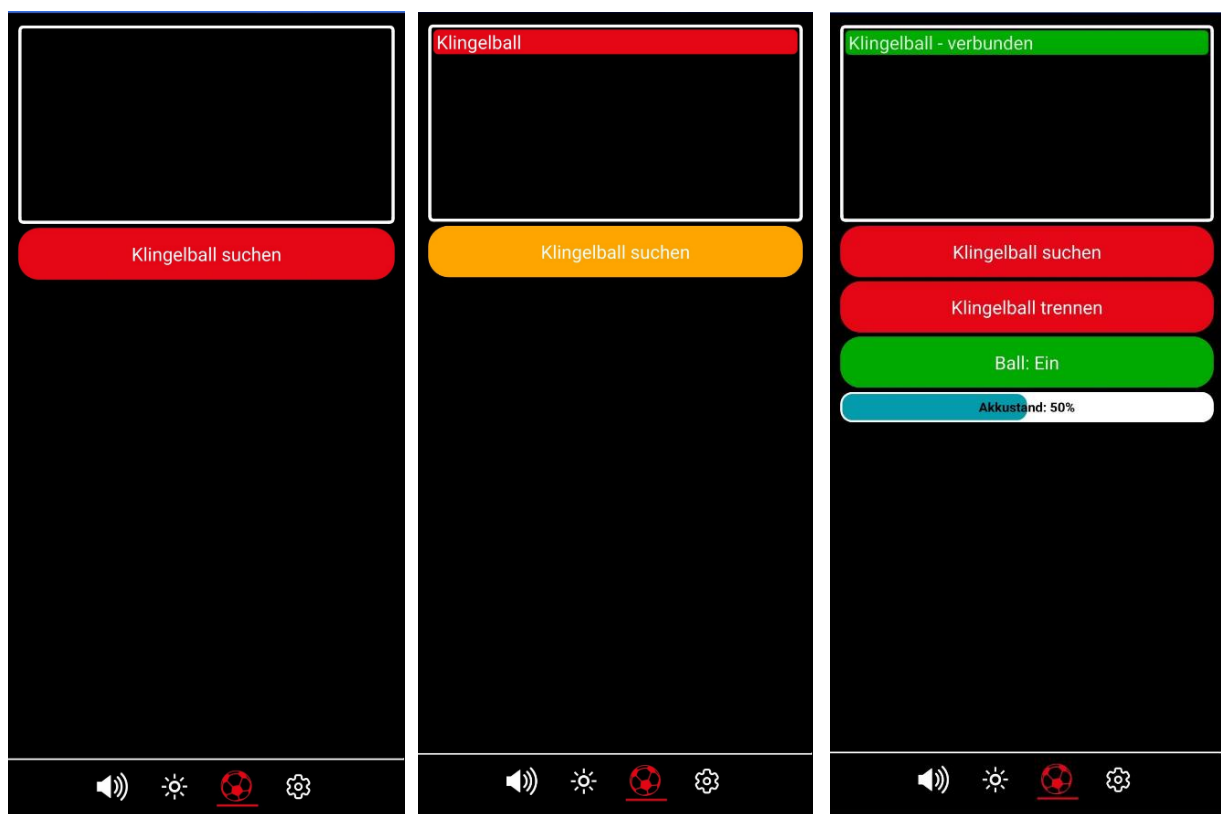 Klingelball suchen
Klingelball
Klingelball suchen
Klingelball - verbunden
Klingelball suchen
Klingelball trennen
Ball: Ein
Akkustand: 50%